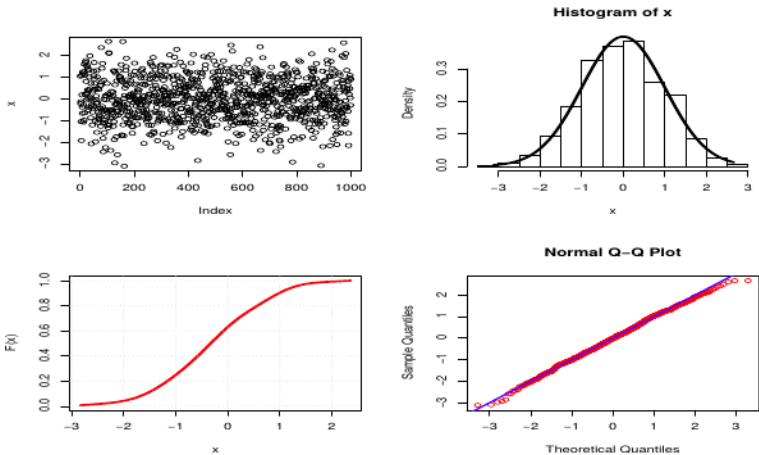 x
2
1
0
−1
−2
−3
0 200 400 600 800 1000
Index
Histogram of x
Density
0.3
0.2
0.1
0.0
−3 −2 −1 0 1 2 3
x
F(x)
1.0
0.8
0.6
0.4
0.2
0.0
−3 −2 −1 0 1 2
x
Normal Q−Q Plot
Sample Quantiles
2
1
0
−1
−2
−3
−3 −2 −1 0 1 2 3
Theoretical Quantiles